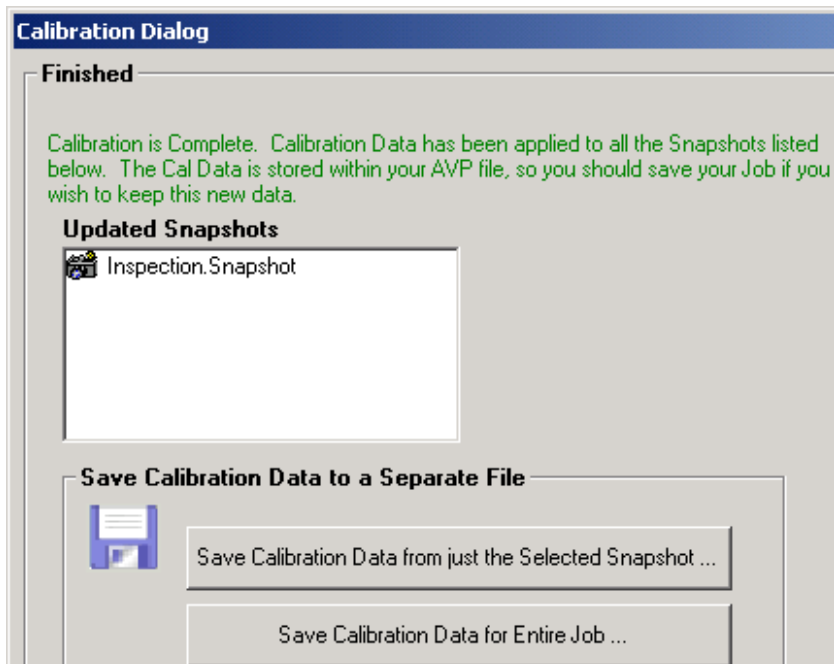 Calibration Dialog
Finished
Calibration is Complete.  Calibration Data has been applied to all the Snapshots listed
below.  The Cal Data is stored within your AVP file, so you should save your Job if you
wish to keep this new data.
Updated Snapshots
Inspection.Snapshot
Save Calibration Data to a Separate File
Save Calibration Data from just the Selected Snapshot ...
Save Calibration Data for Entire Job ...